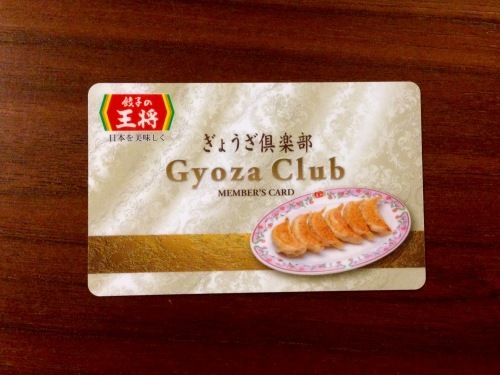 餃子の
王将
日本を美味しく
ぎょうざ倶楽部
Gyoza Club
MEMBER'S CARD